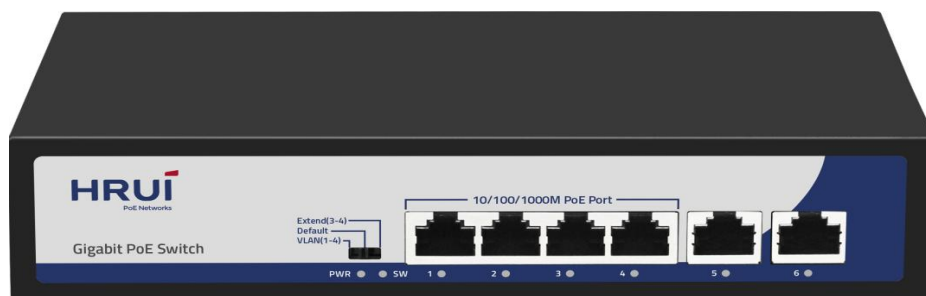 HRUI
PoE Networks
Gigabit PoE Switch
Extend(3-4)
Default
VLAN(1-4)
10/100/1000M PoE Port
PWR SW 1 2 3 4 5 6